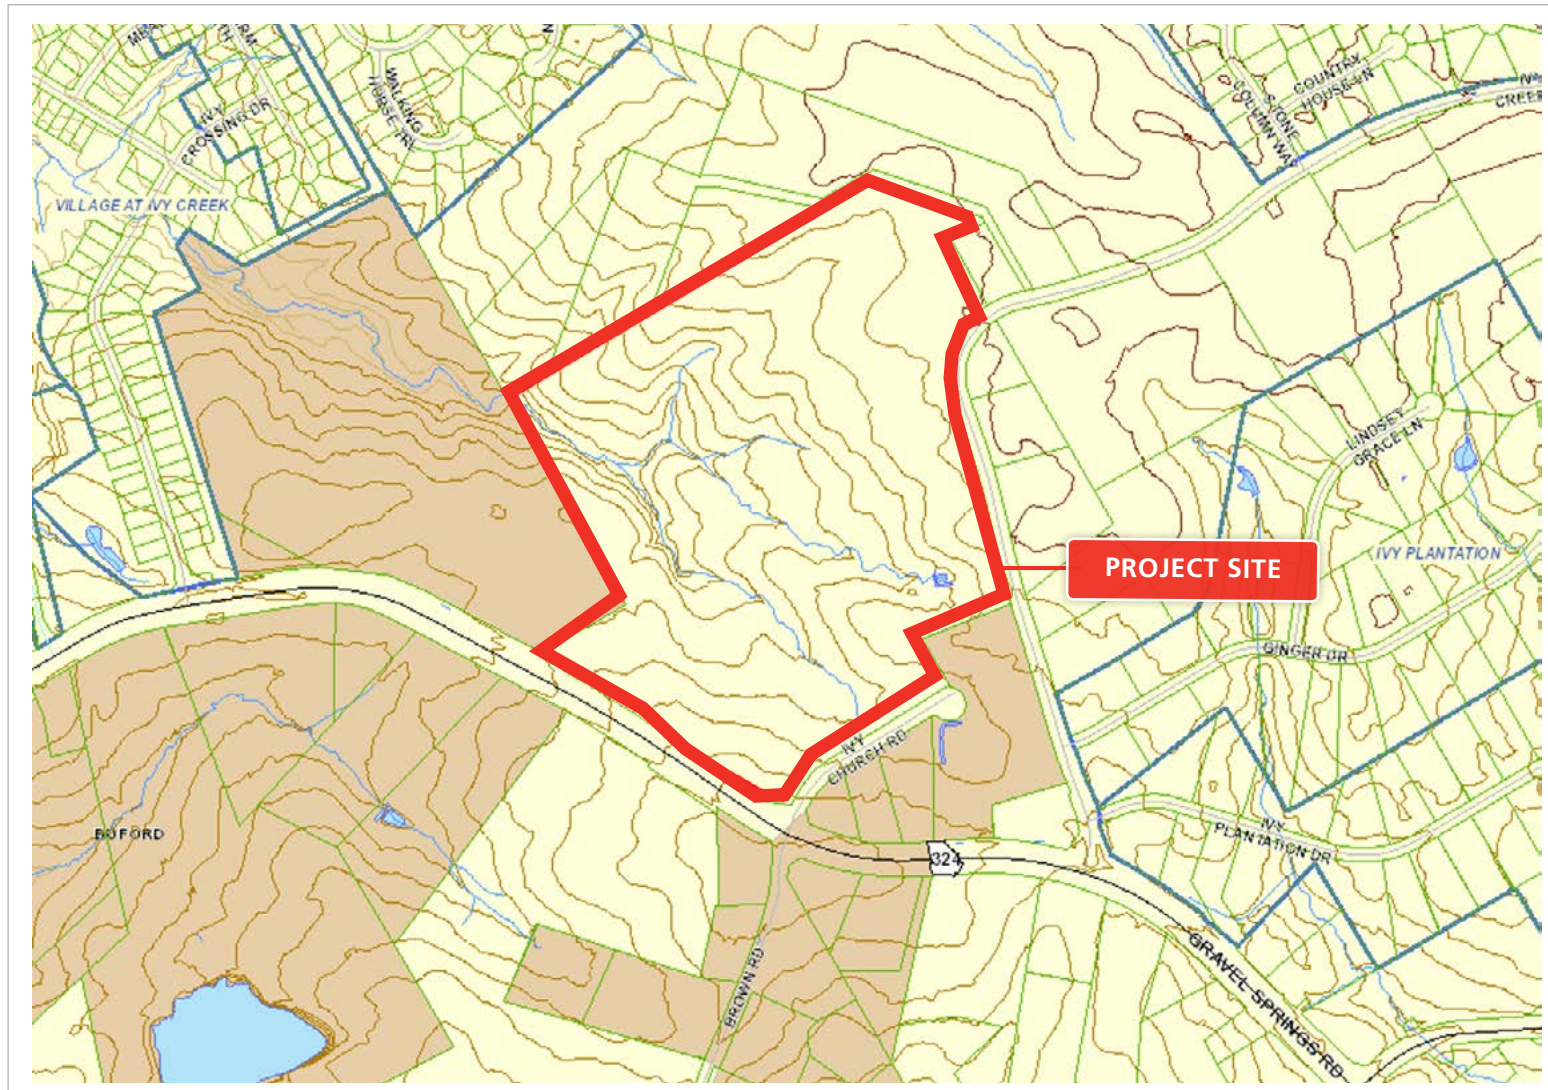 IVY
CROSSING DR
WALKING
HORSE TRL
STONE
COLUMN WAY
COUNTRY
HOUSE LN
CREEK
VILLAGE AT IVY CREEK
LINDSEY
GRACE LN
IVY PLANTATION
PROJECT SITE
GINGER DR
IVY
CHURCH RD
IVY
PLANTATION DR
BUFORD
324
BROWN RD
GRAVEL SPRINGS RD